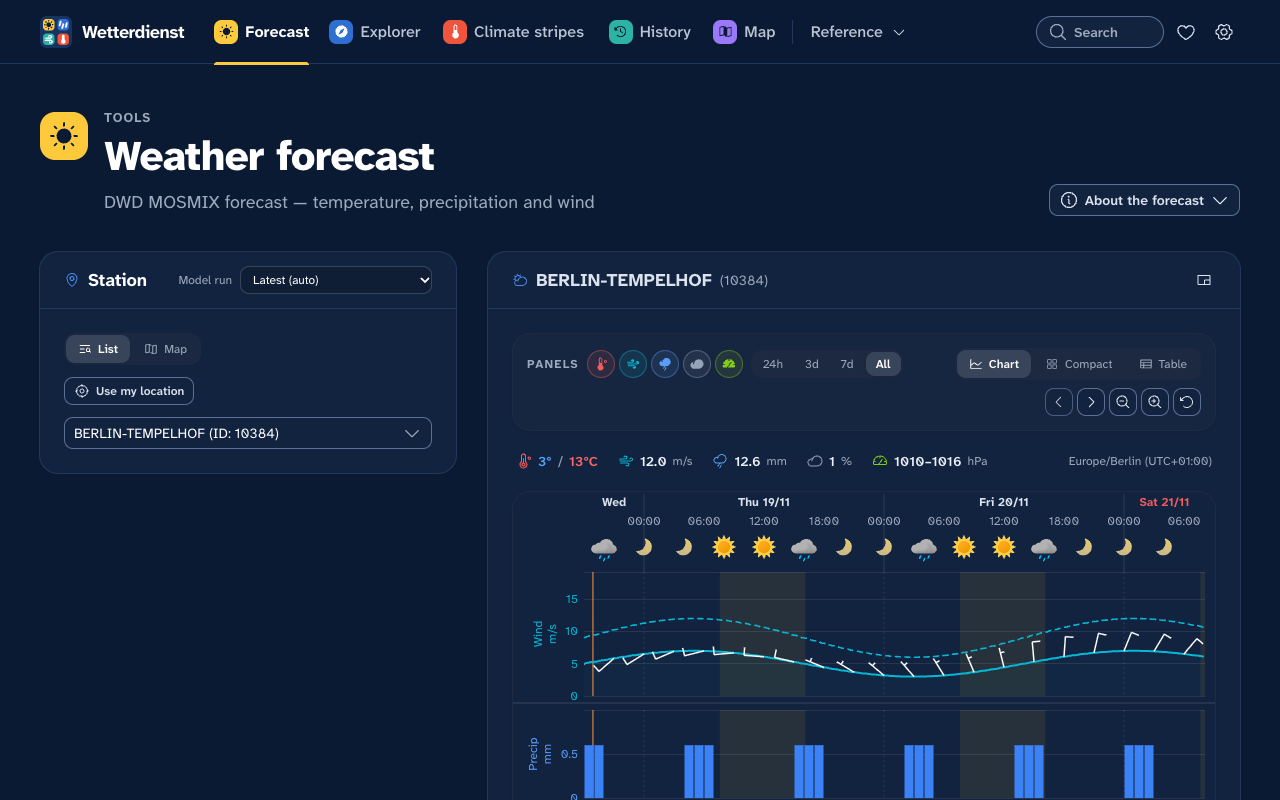 Wetterdienst Forecast Explorer Climate stripes History Map Reference Search
TOOLS
Weather forecast
DWD MOSMIX forecast — temperature, precipitation and wind
About the forecast
Station Model run Latest (auto)
List Map
Use my location
BERLIN-TEMPELHOF (ID: 10384)
BERLIN-TEMPELHOF (10384)
PANELS 24h 3d 7d All Chart Compact Table
3° / 13°C 12.0 m/s 12.6 mm 1 % 1010–1016 hPa Europe/Berlin (UTC+01:00)
Wed Thu 19/11 Fri 20/11 Sat 21/11
00:00 06:00 12:00 18:00 00:00 06:00 12:00 18:00 00:00 06:00
Wind m/s
15
10
5
0
Precip mm
0.5
0